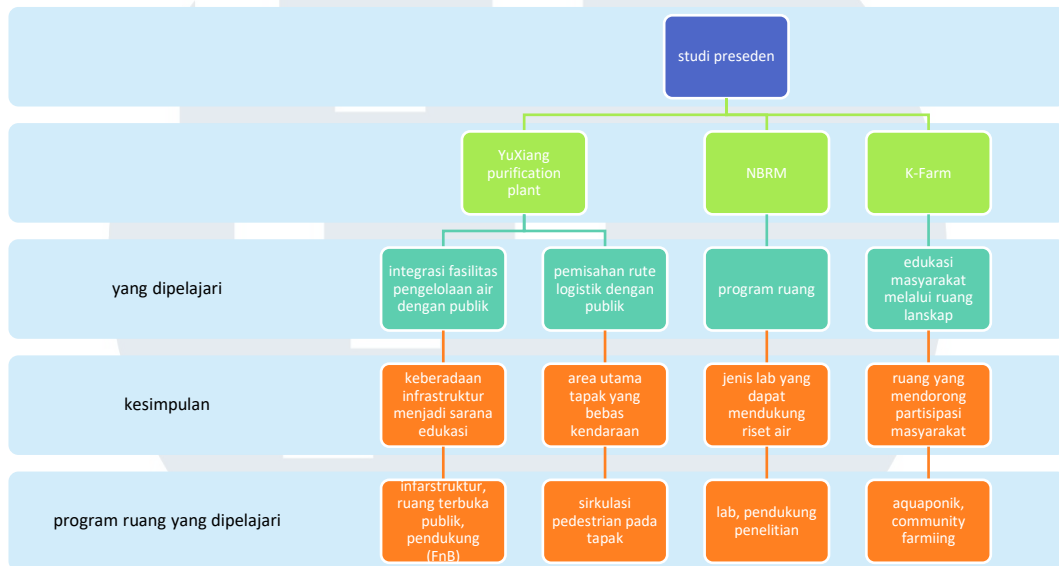 studi preseden
YuXiang
purification
plant
NBRM
K-Farm
yang dipelajari
integrasi fasilitas
pengelolaan air
dengan publik
pemisahan rute
logistik dengan
publik
program ruang
edukasi
masyarakat
melalui ruang
lanskap
kesimpulan
keberadaan
infrastruktur
menjadi sarana
edukasi
area utama
tapak yang
bebas
kendaraan
jenis lab yang
dapat
mendukung
riset air
ruang yang
mendorong
partisipasi
masyarakat
program ruang yang dipelajari
infarstruktur,
ruang terbuka
publik,
pendukung
(FnB)
sirkulasi
pedestrian pada
tapak
lab, pendukung
penelitian
aquaponik,
community
farmiing